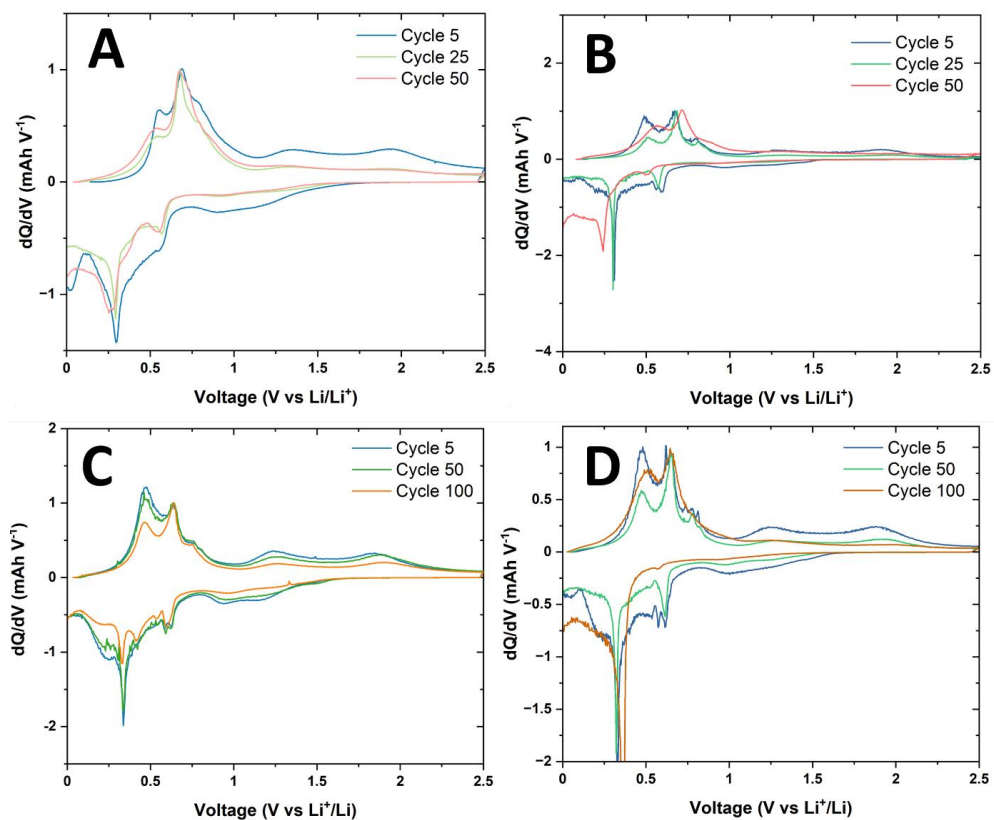 A
Cycle 5
Cycle 25
Cycle 50
dQ/dV (mAh V⁻¹)
1
0
−1
0
0.5
1
1.5
2
2.5
Voltage (V vs Li/Li⁺)
B
Cycle 5
Cycle 25
Cycle 50
dQ/dV (mAh V⁻¹)
2
0
−2
−4
0
0.5
1
1.5
2
2.5
Voltage (V vs Li/Li⁺)
C
Cycle 5
Cycle 50
Cycle 100
dQ/dV (mAh V⁻¹)
2
1
0
-1
-2
0
0.5
1
1.5
2
2.5
Voltage (V vs Li⁺/Li)
D
Cycle 5
Cycle 50
Cycle 100
dQ/dV (mAh V⁻¹)
1
0.5
0
−0.5
−1
−1.5
−2
0
0.5
1
1.5
2
2.5
Voltage (V vs Li⁺/Li)